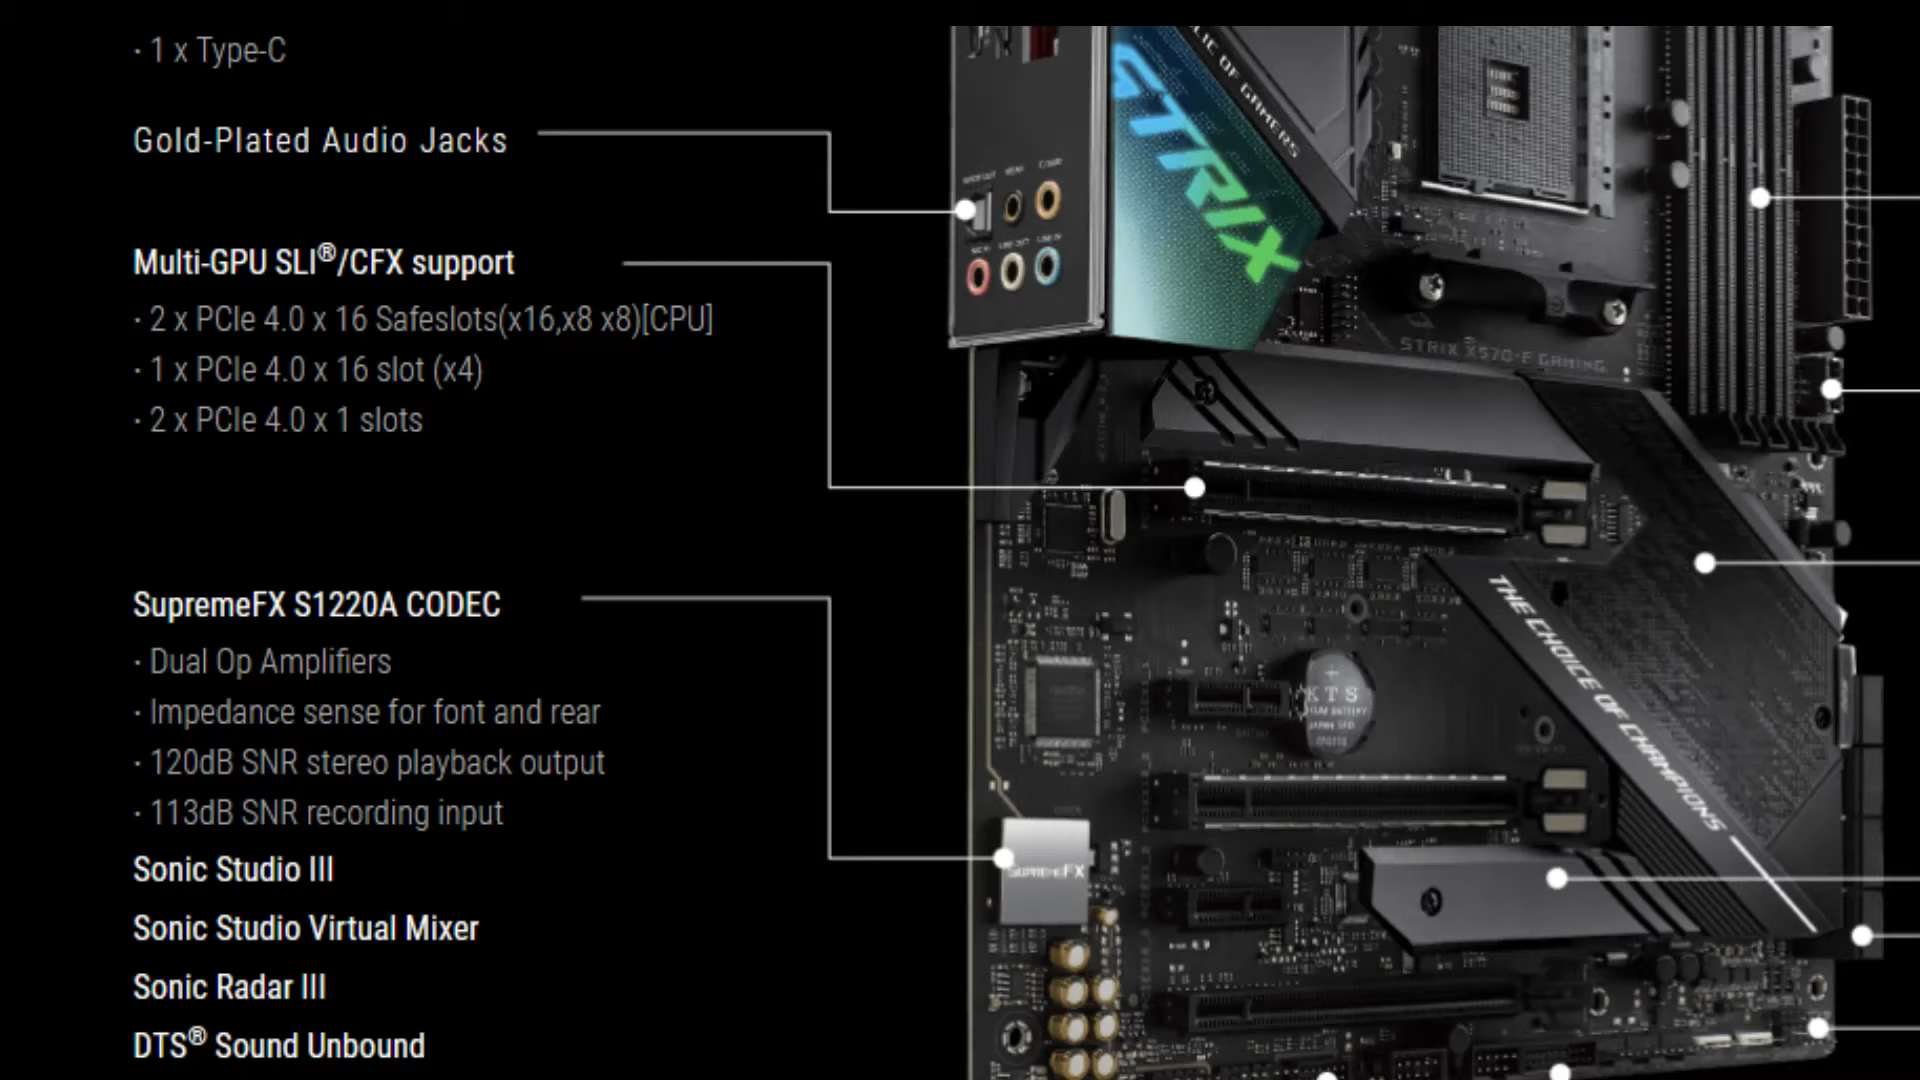 · 1 x Type-C
Gold-Plated Audio Jacks
Multi-GPU SLI®/CFX support
· 2 x PCIe 4.0 x 16 Safeslots(x16,x8 x8)[CPU]
· 1 x PCIe 4.0 x 16 slot (x4)
· 2 x PCIe 4.0 x 1 slots
SupremeFX S1220A CODEC
· Dual Op Amplifiers
· Impedance sense for font and rear
· 120dB SNR stereo playback output
· 113dB SNR recording input
Sonic Studio III
Sonic Studio Virtual Mixer
Sonic Radar III
DTS® Sound Unbound
OF GAMERS
STRIX
STRIX X570-F GAMING
THE CHOICE OF CHAMPIONS
KTS
SUPREMEFX